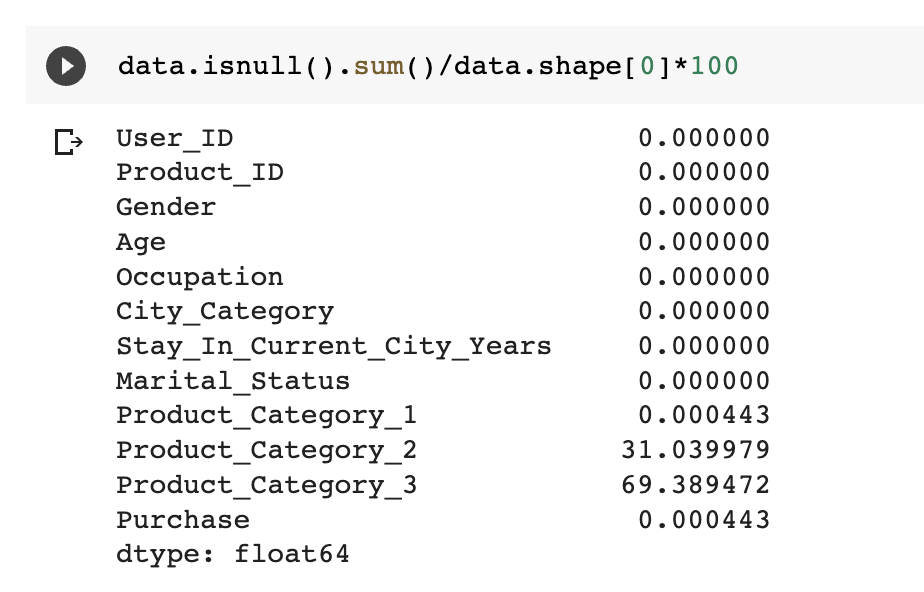 data.isnull().sum()/data.shape[0]*100
User_ID 0.000000
Product_ID 0.000000
Gender 0.000000
Age 0.000000
Occupation 0.000000
City_Category 0.000000
Stay_In_Current_City_Years 0.000000
Marital_Status 0.000000
Product_Category_1 0.000443
Product_Category_2 31.039979
Product_Category_3 69.389472
Purchase 0.000443
dtype: float64